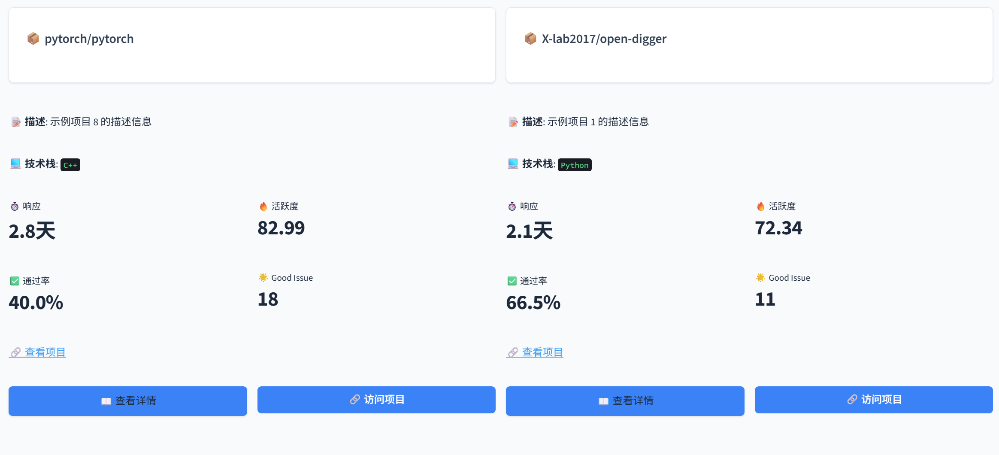 📦 pytorch/pytorch
📝 描述: 示例项目 8 的描述信息
💻 技术栈: C++
⏱️ 响应
2.8天
🔥 活跃度
82.99
✅ 通过率
40.0%
🌟 Good Issue
18
🔗 查看项目
📖 查看详情
🔗 访问项目
📦 X-lab2017/open-digger
📝 描述: 示例项目 1 的描述信息
💻 技术栈: Python
⏱️ 响应
2.1天
🔥 活跃度
72.34
✅ 通过率
66.5%
🌟 Good Issue
11
🔗 查看项目
📖 查看详情
🔗 访问项目